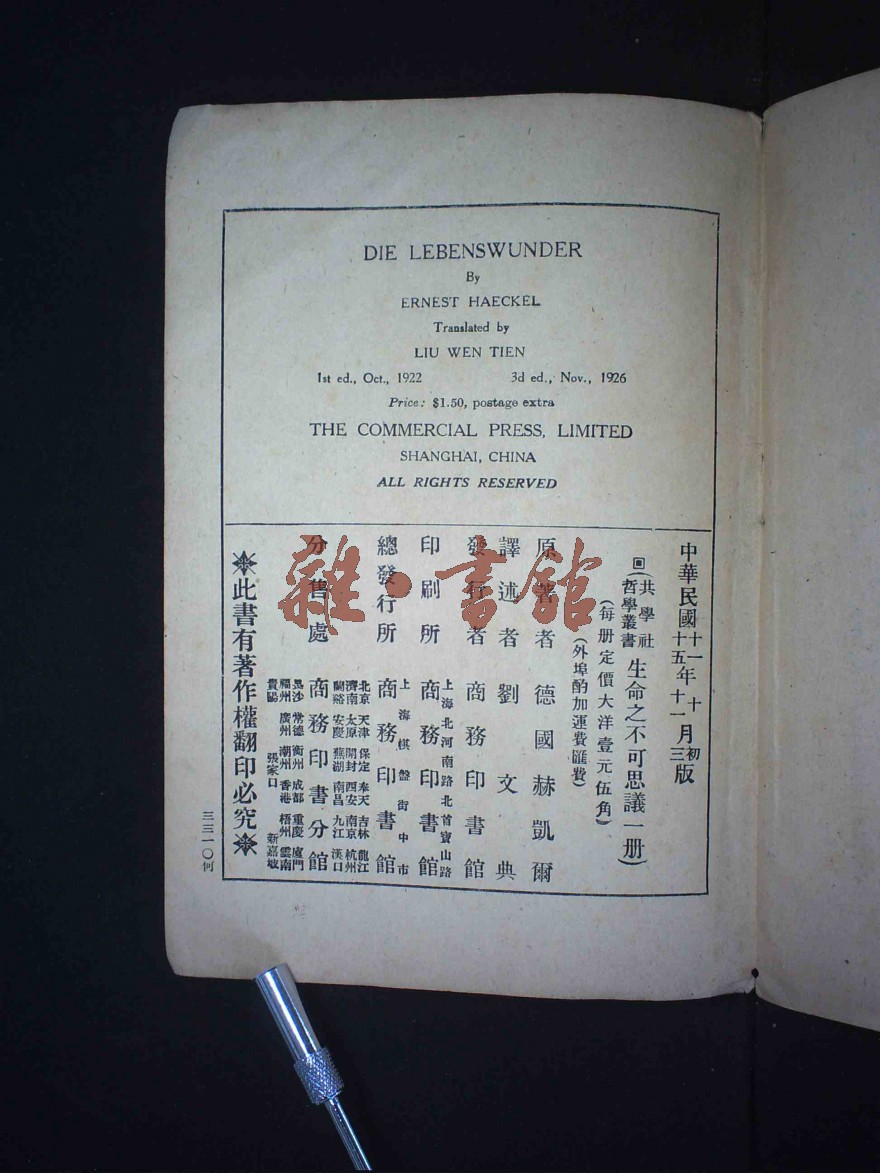 DIE LEBENSWUNDER
By
ERNEST HAECKEL
Translated by
LIU WEN TIEN
1st ed., Oct., 1922 3d ed., Nov., 1926
Price: $1.50, postage extra
THE COMMERCIAL PRESS, LIMITED
SHANGHAI, CHINA
ALL RIGHTS RESERVED
中華民國十一年十月初版
十五年十一月三版
共學社
哲學叢書
生命之不可思議一册
(每册定價大洋壹元伍角)
(外埠酌加運費匯費)
原著者 德國赫凱爾
譯述者 劉文典
發行者 商務印書館
上海北河南路北首寶山路
印刷所 商務印書館
上海棋盤街中市
總發行所 商務印書館
北京 天津 保定 奉天 吉林 龍江
濟南 太原 開封 西安 南京 杭州
蘭谿 安慶 蕪湖 南昌 九江 漢口
分售處 商務印書分館
長沙 常德 衡州 成都 重慶 廈門
福州 廣州 潮州 香港 梧州 雲南
貴陽 張家口 新嘉坡
此書有著作權翻印必究
三三一〇何
雜·書館